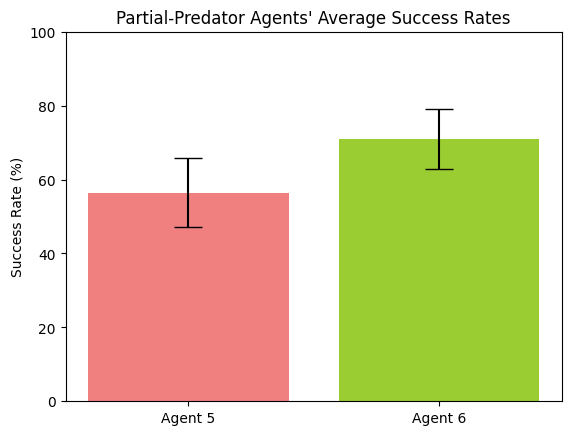 Partial-Predator Agents' Average Success Rates
100
80
60
40
20
0
Success Rate (%)
Agent 5
Agent 6